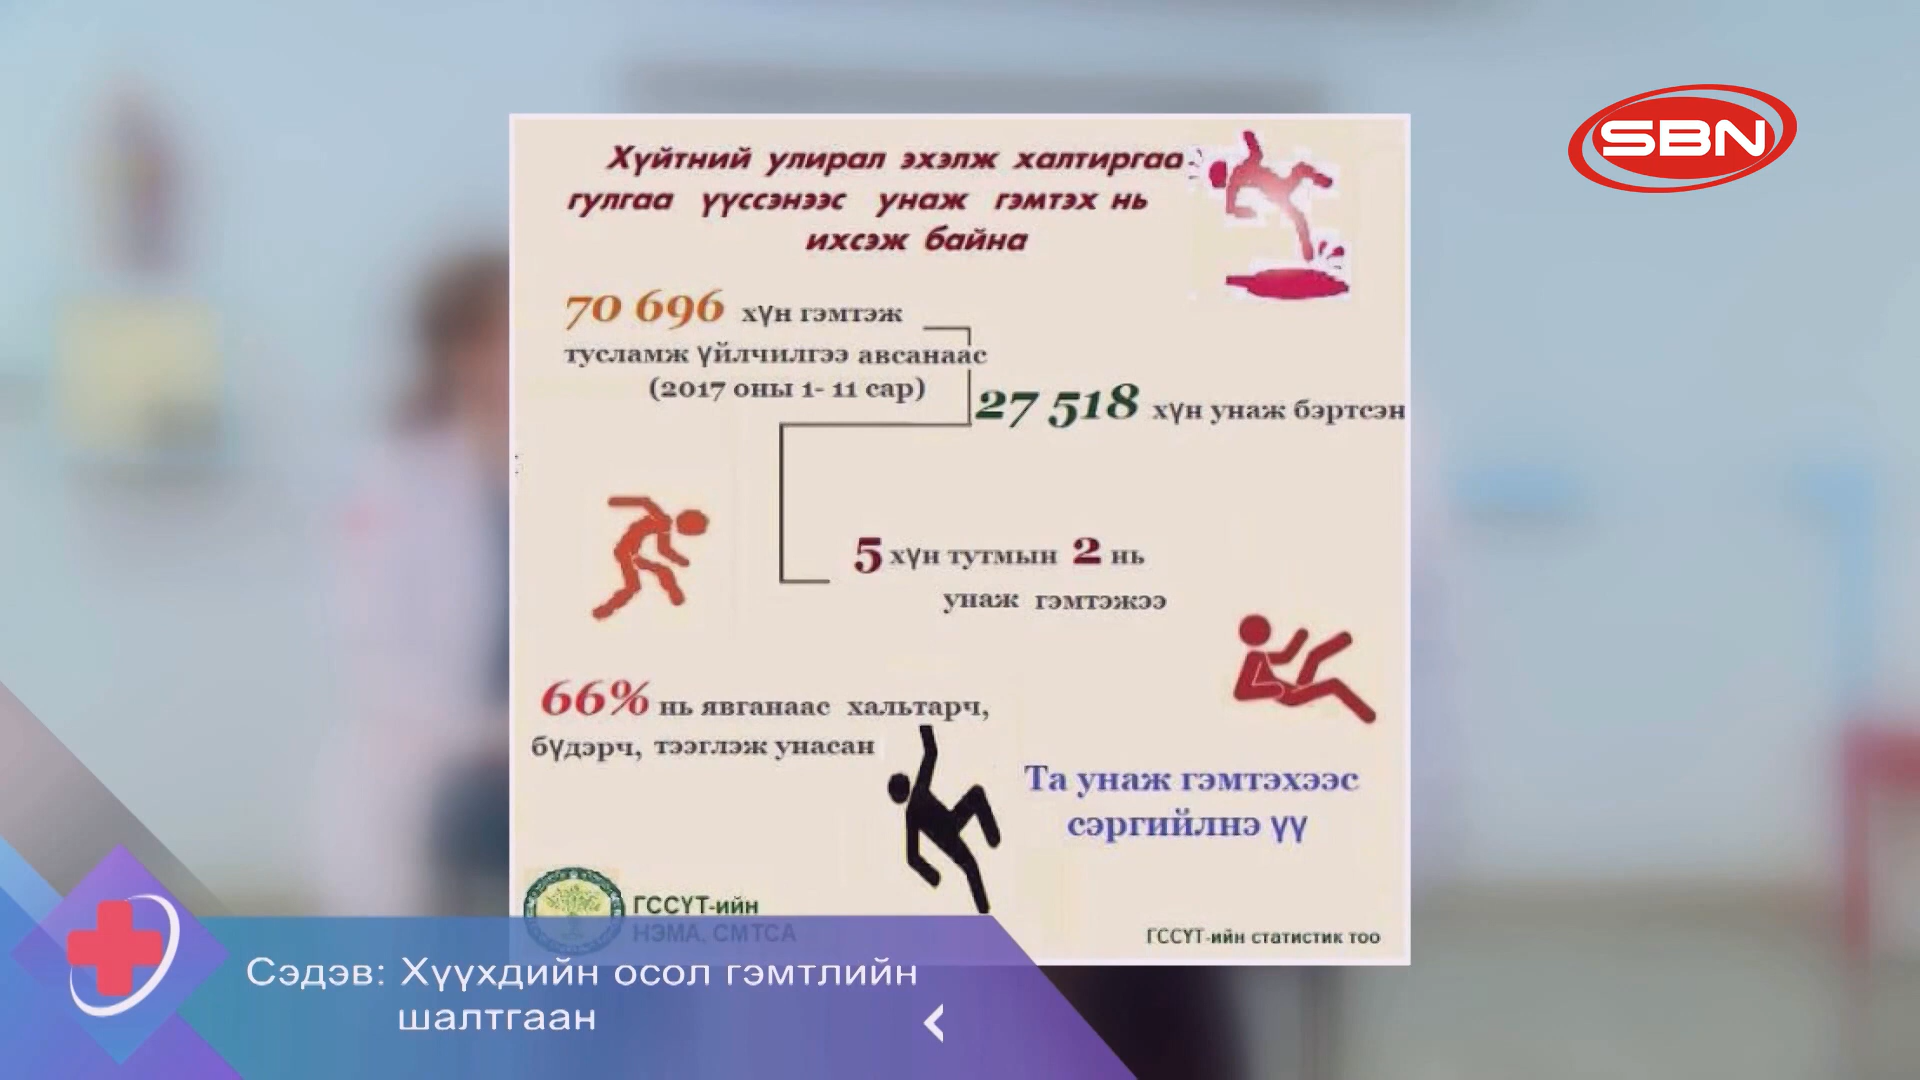 SBN
Хүйтний улирал эхэлж халтиргаа
гулгаа үүссэнээс унаж гэмтэх нь
ихсэж байна
70 696 хүн гэмтэж
тусламж үйлчилгээ авсанаас
(2017 оны 1- 11 сар)
27 518 хүн унаж бэртсэн
5 хүн тутмын 2 нь
унаж гэмтэжээ
66% нь явганаас хальтарч,
бүдэрч, тээглэж унасан
Та унаж гэмтэхээс
сэргийлнэ үү
ГССҮТ-ийн
НЭМА, СМТСА
ГССҮТ-ийн статистик тоо
Сэдэв: Хүүхдийн осол гэмтлийн
шалтгаан